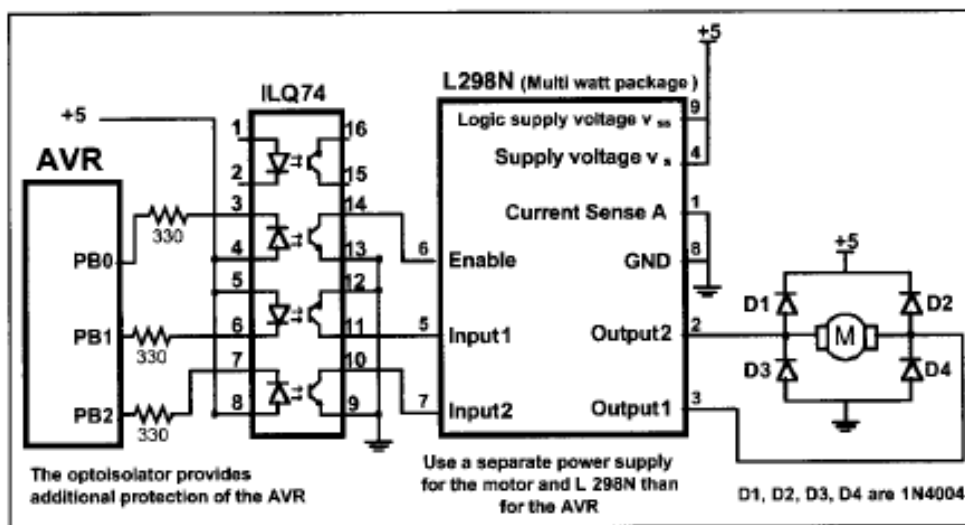 +5
L298N (Multi watt package)
ILQ74
9
+5
Logic supply voltage v ss
1
16
AVR
Supply voltage v s
4
2
15
3
14
Current Sense A
1
330
6
Enable
GND
8
+5
PB0
4
13
5
12
D1
D2
PB1
6
11
5
Input1
Output2
2
M
330
7
10
D3
D4
PB2
8
9
7
Input2
Output1
3
330
The optoisolator provides
additional protection of the AVR
Use a separate power supply
for the motor and L 298N than
for the AVR
D1, D2, D3, D4 are 1N4004